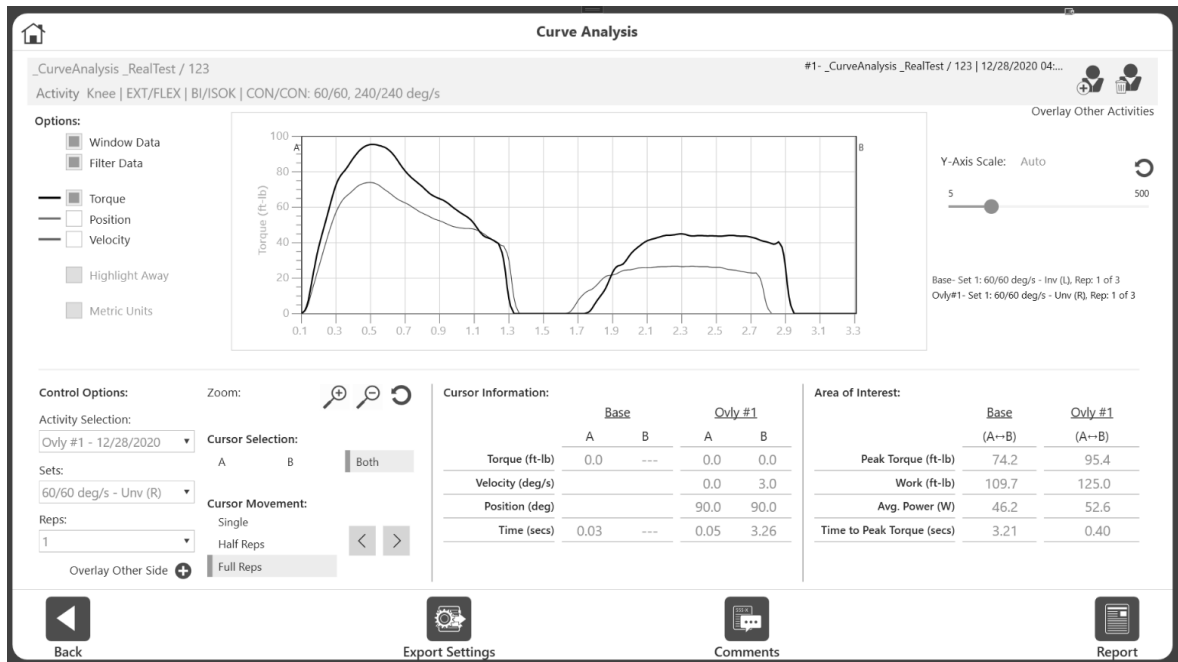 Curve Analysis
_CurveAnalysis _RealTest / 123
#1- _CurveAnalysis _RealTest / 123 | 12/28/2020 04:...
Activity Knee | EXT/FLEX | BI/ISOK | CON/CON: 60/60, 240/240 deg/s
Overlay Other Activities
Options:
Window Data
Filter Data
Torque
Position
Velocity
Highlight Away
Metric Units
Torque (ft-lb)
100
80
60
40
20
0
A
B
0.1 0.3 0.5 0.7 0.9 1.1 1.3 1.5 1.7 1.9 2.1 2.3 2.5 2.7 2.9 3.1 3.3
Y-Axis Scale: Auto
5 500
Base- Set 1: 60/60 deg/s - Inv (L), Rep: 1 of 3
Ovly#1- Set 1: 60/60 deg/s - Unv (R), Rep: 1 of 3
Control Options:
Activity Selection:
Ovly #1 - 12/28/2020
Sets:
60/60 deg/s - Unv (R)
Reps:
1
Overlay Other Side
Zoom:
Cursor Selection:
A B Both
Cursor Movement:
Single
Half Reps
Full Reps
Cursor Information:
Base Ovly #1
A B A B
Torque (ft-lb) 0.0 --- 0.0 0.0
Velocity (deg/s) 0.0 3.0
Position (deg) 90.0 90.0
Time (secs) 0.03 --- 0.05 3.26
Area of Interest:
Base Ovly #1
(A↔B) (A↔B)
Peak Torque (ft-lb) 74.2 95.4
Work (ft-lb) 109.7 125.0
Avg. Power (W) 46.2 52.6
Time to Peak Torque (secs) 3.21 0.40
Back
Export Settings
Comments
Report